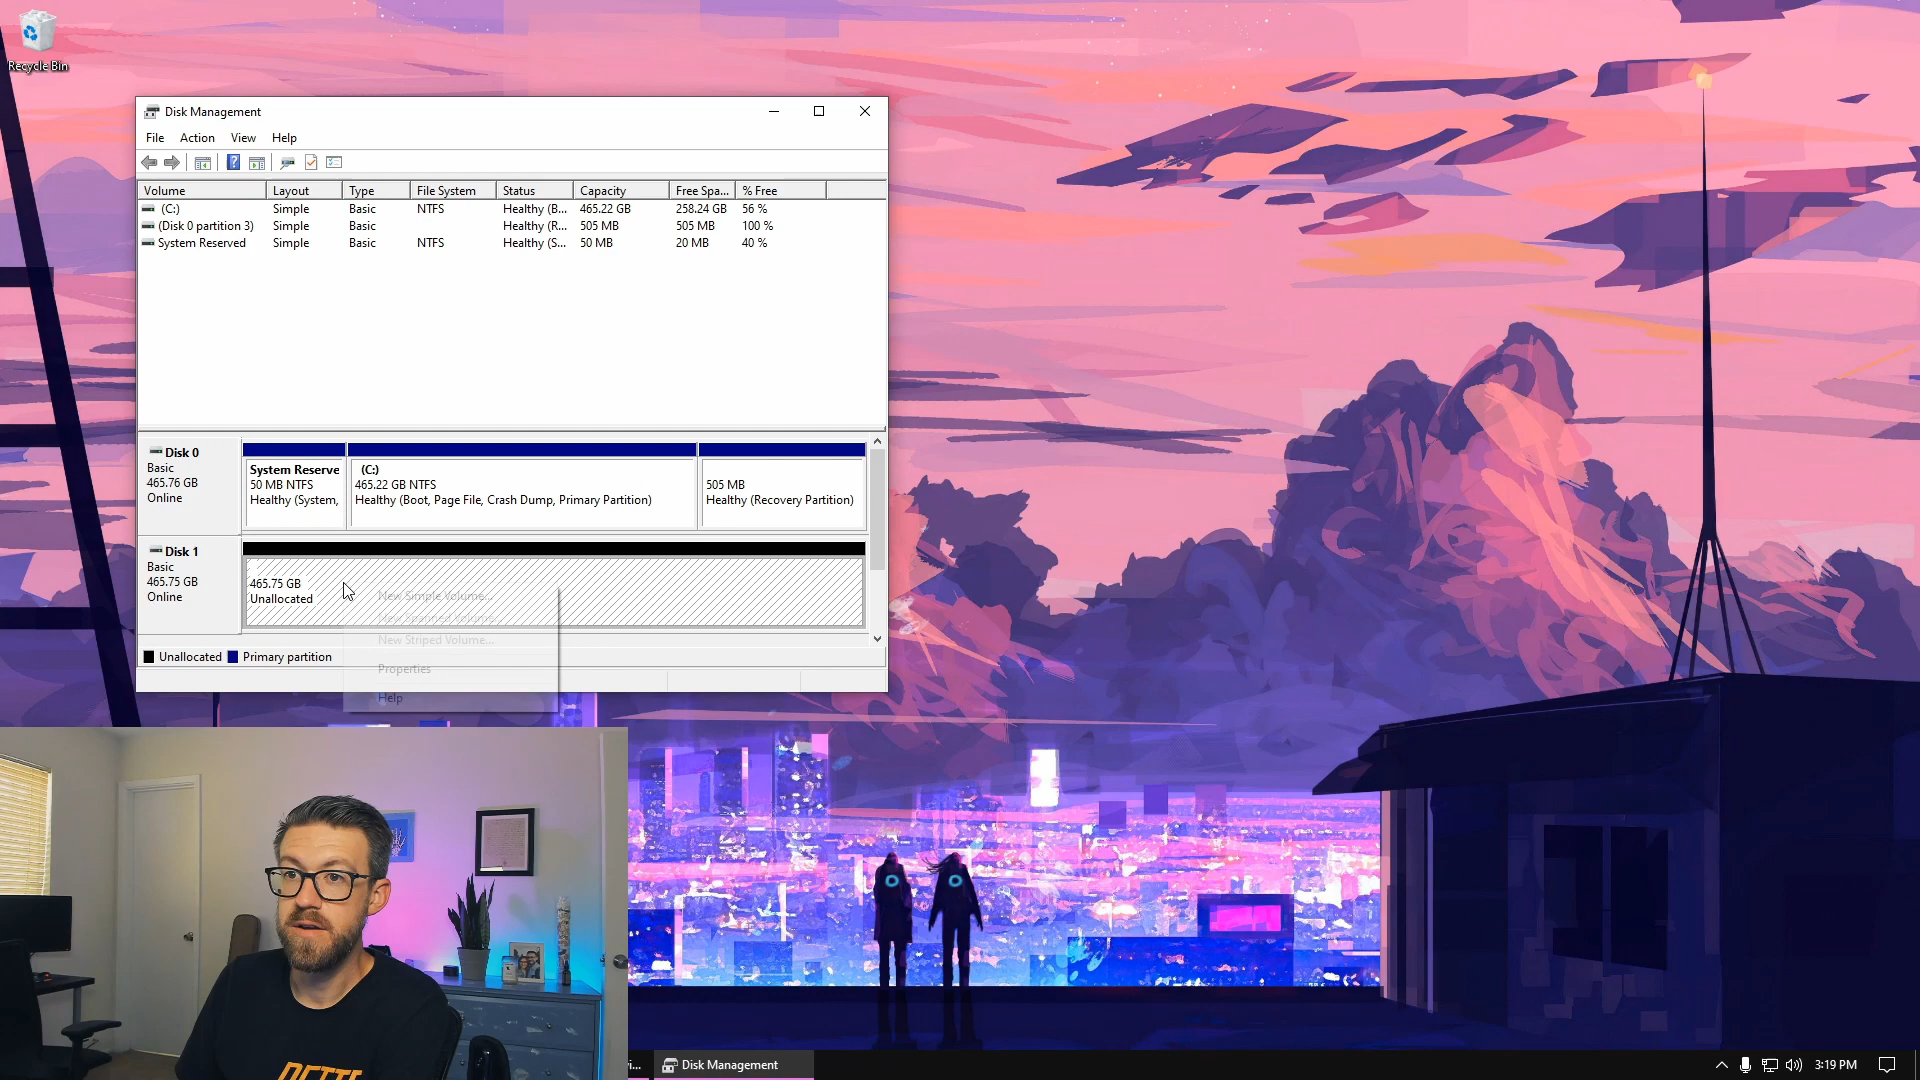 Recycle Bin
Disk Management
File Action View Help
Volume Layout Type File System Status Capacity Free Spa... % Free
(C:) Simple Basic NTFS Healthy (B... 465.22 GB 258.24 GB 56 %
(Disk 0 partition 3) Simple Basic Healthy (R... 505 MB 505 MB 100 %
System Reserved Simple Basic NTFS Healthy (S... 50 MB 20 MB 40 %
Disk 0
Basic
465.76 GB
Online
System Reserve
50 MB NTFS
Healthy (System,
(C:)
465.22 GB NTFS
Healthy (Boot, Page File, Crash Dump, Primary Partition)
505 MB
Healthy (Recovery Partition)
Disk 1
Basic
465.75 GB
Online
465.75 GB
Unallocated
New Simple Volume...
New Spanned Volume...
New Striped Volume...
Properties
Help
Unallocated Primary partition
Disk Management
3:19 PM